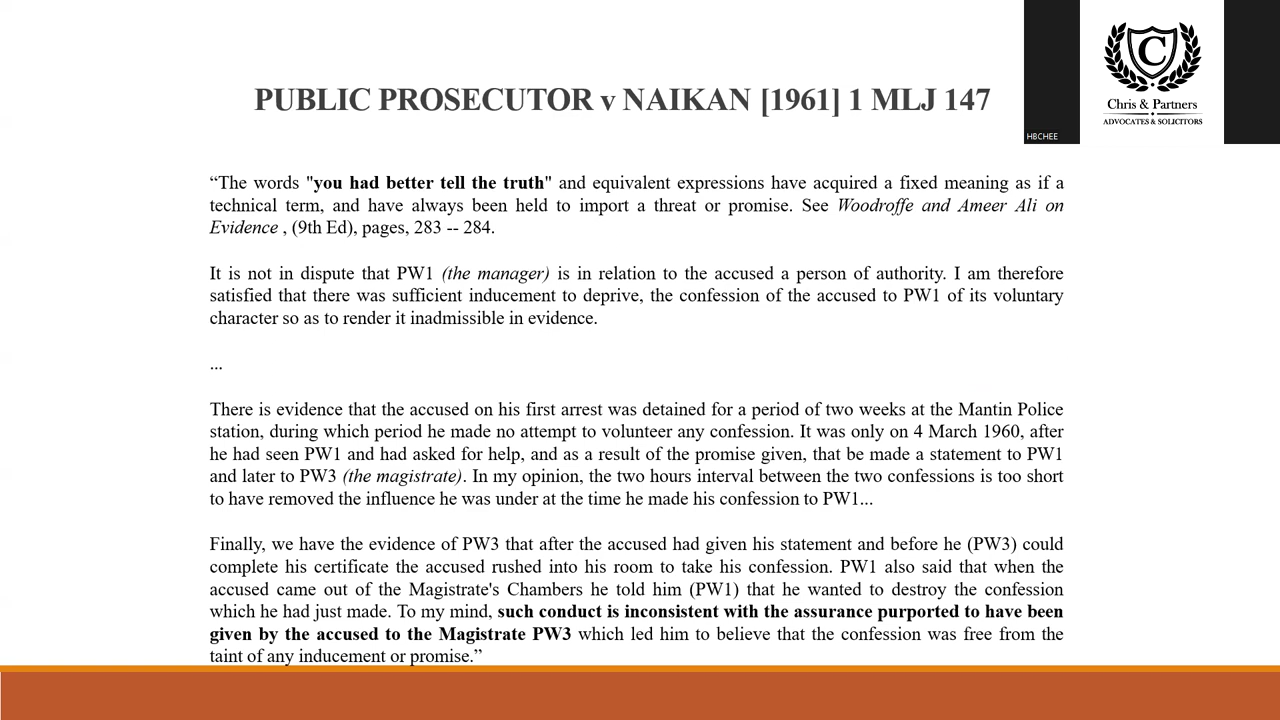 C
Chris & Partners
ADVOCATES & SOLICITORS
HBCHEE
PUBLIC PROSECUTOR v NAIKAN [1961] 1 MLJ 147
“The words "you had better tell the truth" and equivalent expressions have acquired a fixed meaning as if a
technical term, and have always been held to import a threat or promise. See Woodroffe and Ameer Ali on
Evidence , (9th Ed), pages, 283 -- 284.
It is not in dispute that PW1 (the manager) is in relation to the accused a person of authority. I am therefore
satisfied that there was sufficient inducement to deprive, the confession of the accused to PW1 of its voluntary
character so as to render it inadmissible in evidence.
...
There is evidence that the accused on his first arrest was detained for a period of two weeks at the Mantin Police
station, during which period he made no attempt to volunteer any confession. It was only on 4 March 1960, after
he had seen PW1 and had asked for help, and as a result of the promise given, that be made a statement to PW1
and later to PW3 (the magistrate). In my opinion, the two hours interval between the two confessions is too short
to have removed the influence he was under at the time he made his confession to PW1...
Finally, we have the evidence of PW3 that after the accused had given his statement and before he (PW3) could
complete his certificate the accused rushed into his room to take his confession. PW1 also said that when the
accused came out of the Magistrate's Chambers he told him (PW1) that he wanted to destroy the confession
which he had just made. To my mind, such conduct is inconsistent with the assurance purported to have been
given by the accused to the Magistrate PW3 which led him to believe that the confession was free from the
taint of any inducement or promise.”